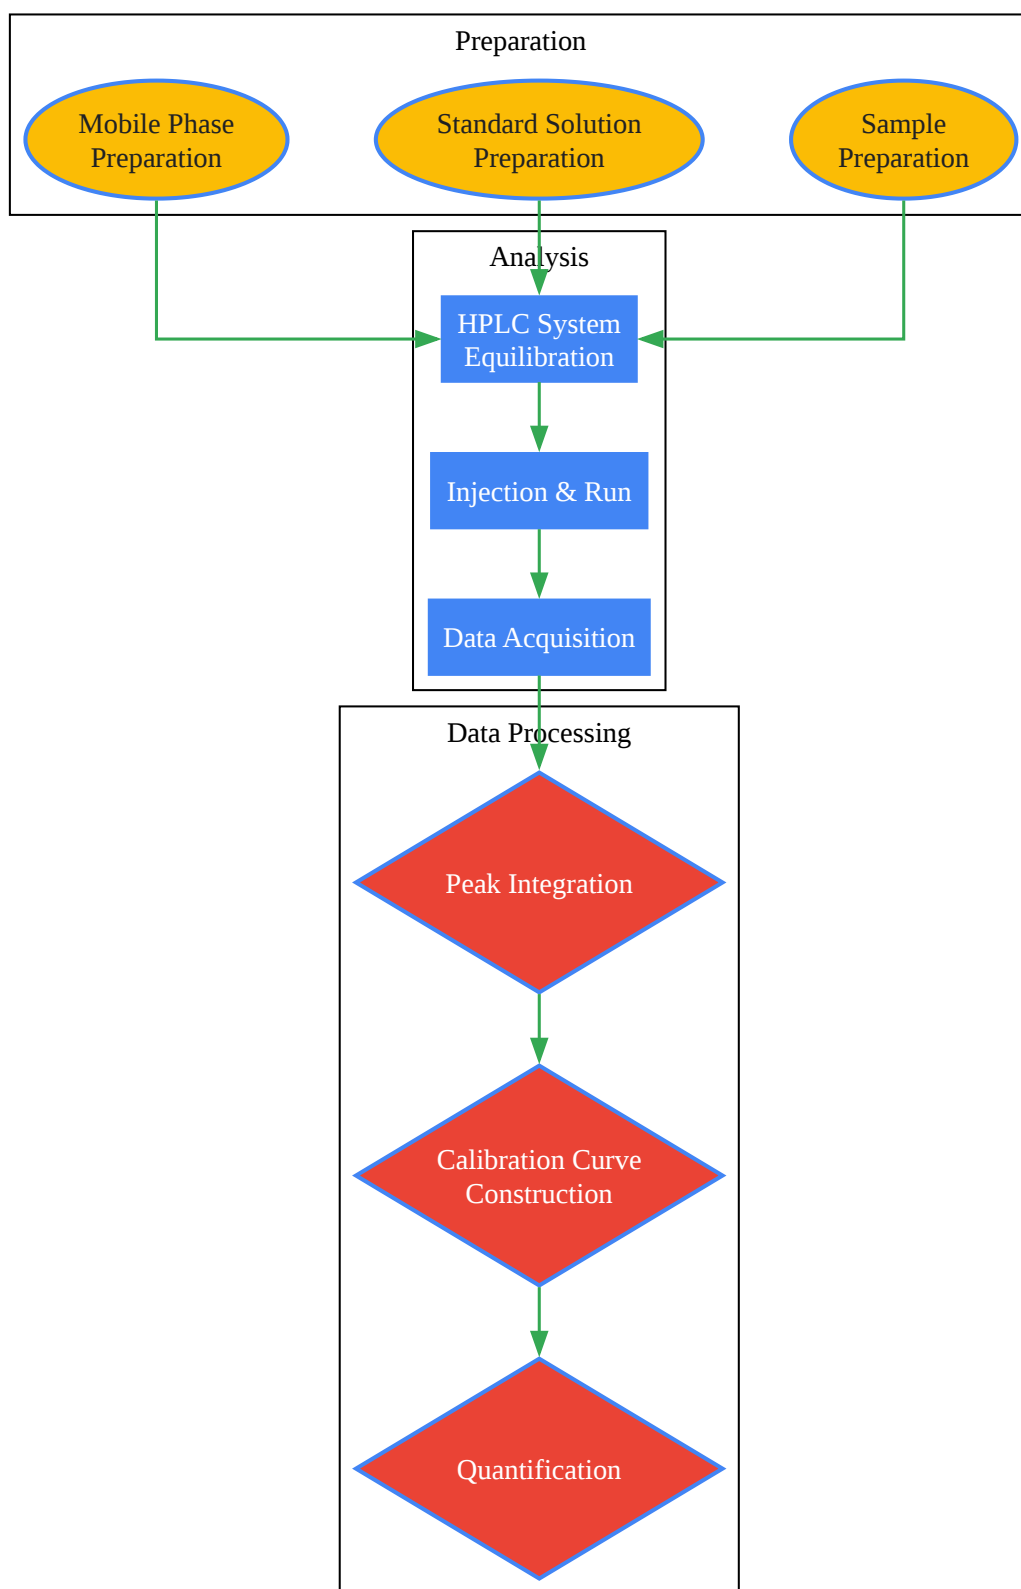 Preparation
Mobile Phase
Preparation
Standard Solution
Preparation
Sample
Preparation
Analysis
HPLC System
Equilibration
Injection & Run
Data Acquisition
Data Processing
Peak Integration
Calibration Curve
Construction
Quantification